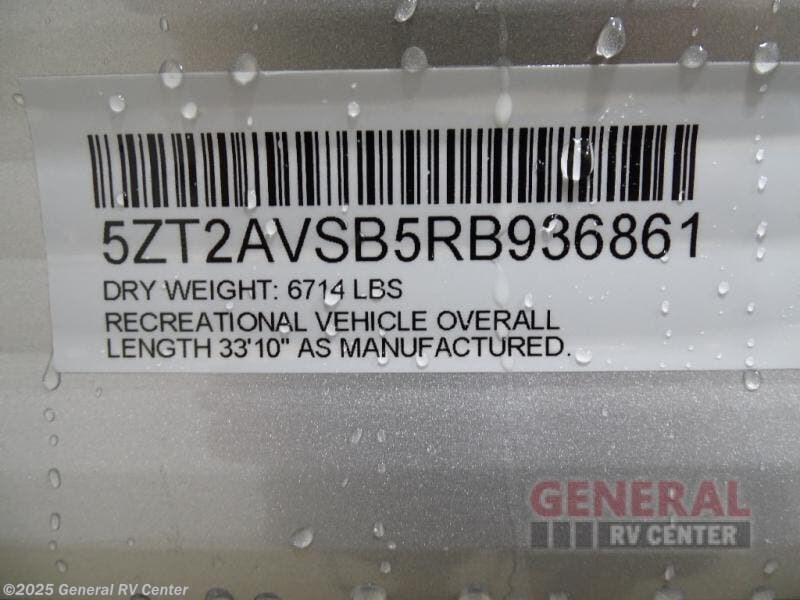 5ZT2AVSB5RB936861
DRY WEIGHT: 6714 LBS
RECREATIONAL VEHICLE OVERALL
LENGTH 33'10" AS MANUFACTURED.
GENERAL
RV CENTER
©2025 General RV Center